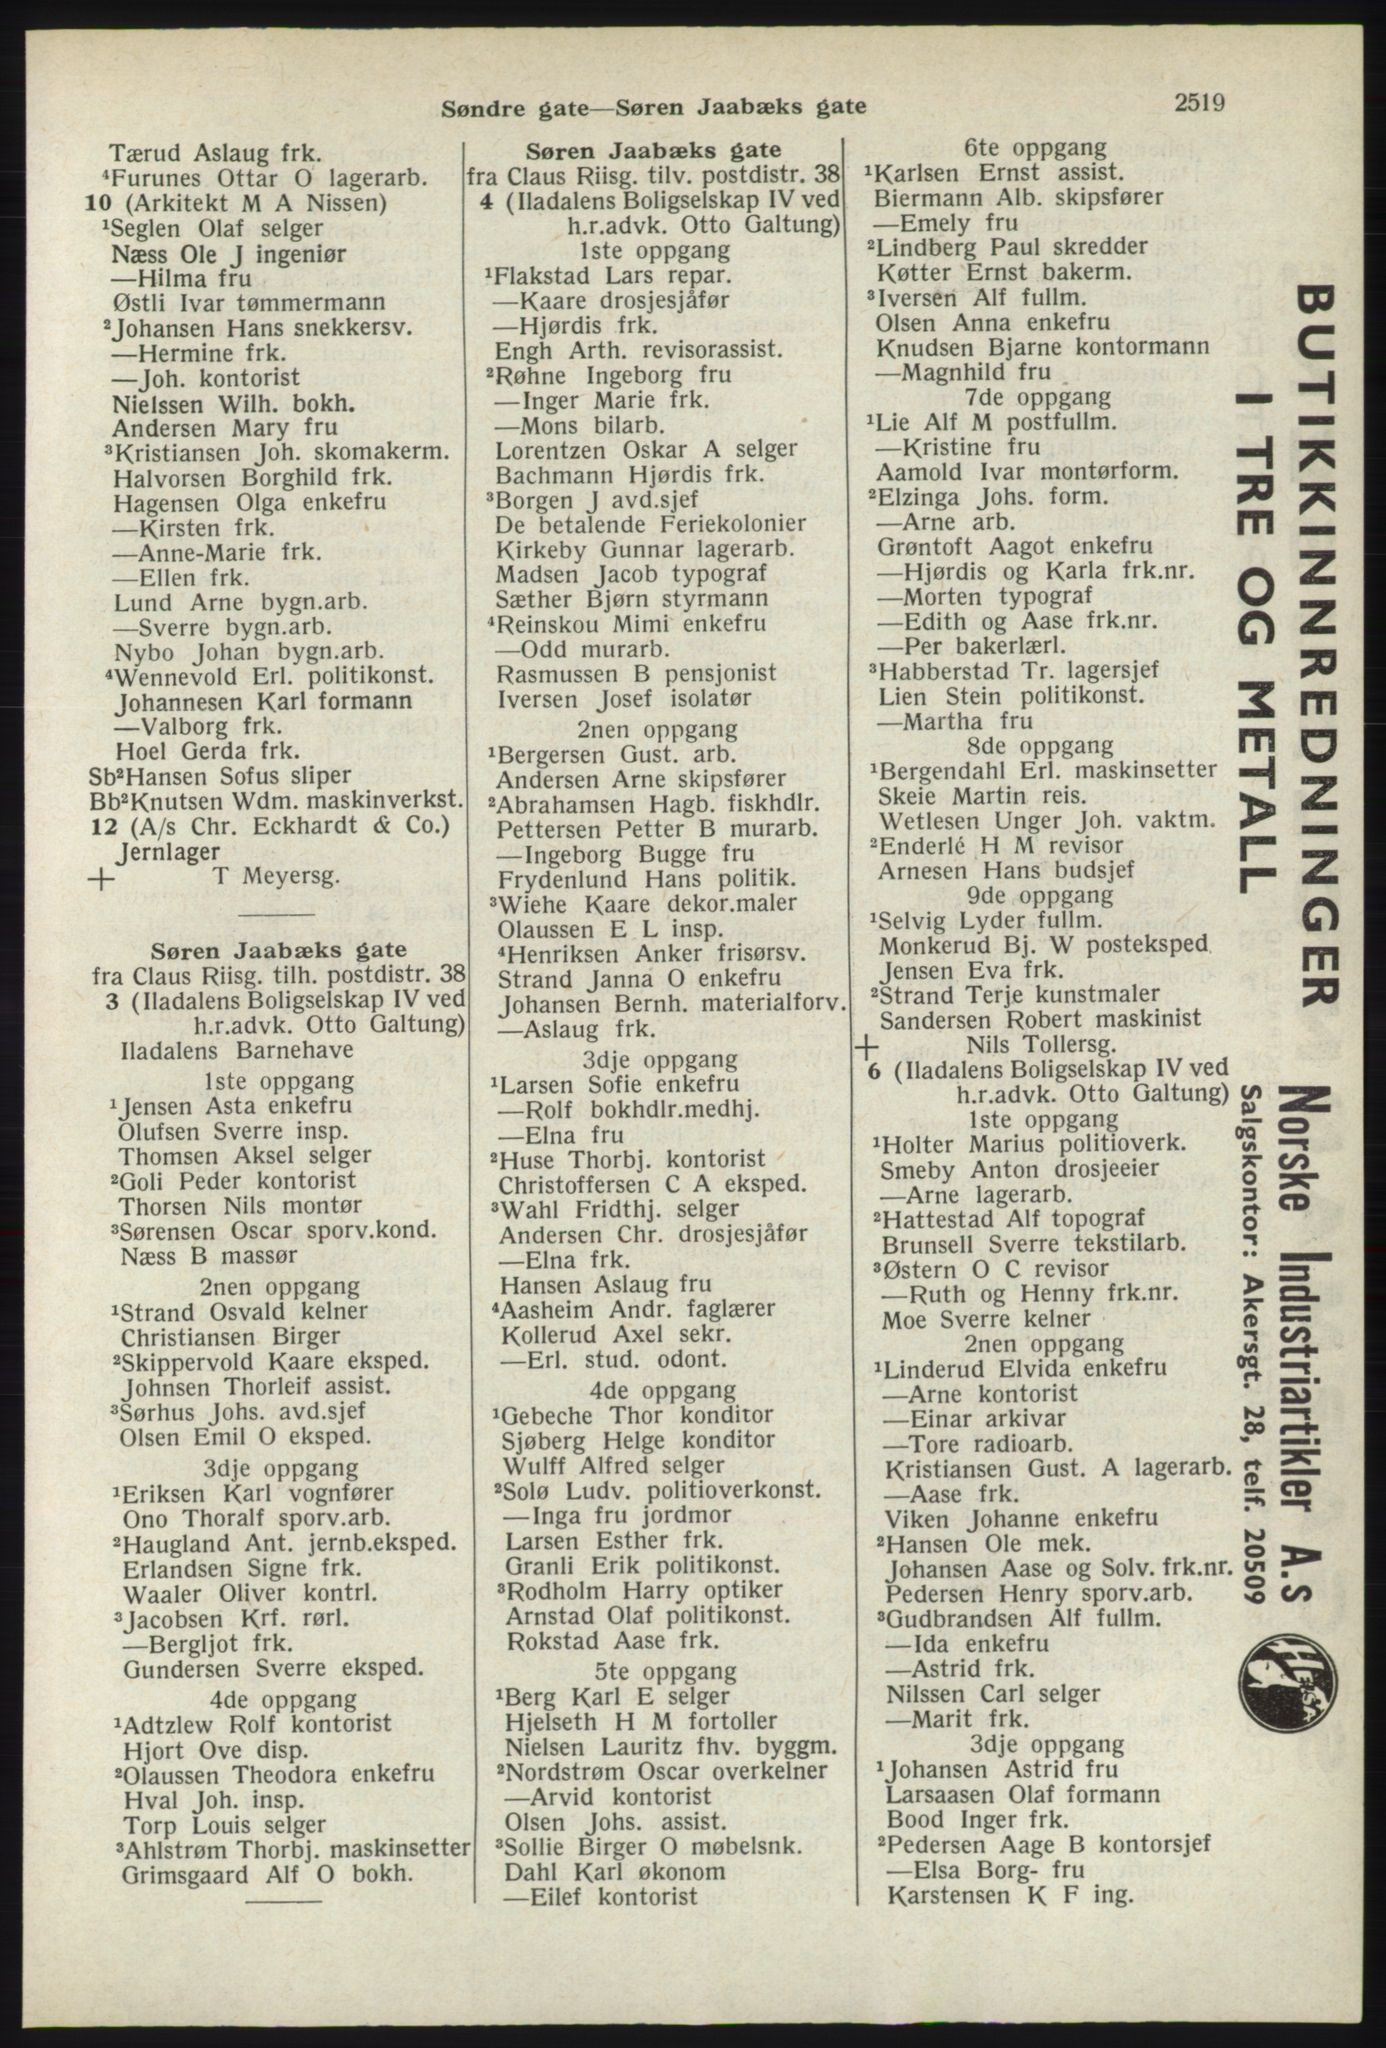 Søndre gate—Søren Jaabæks gate
2519
Tærud Aslaug frk.
⁴Furunes Ottar O lagerarb.
10 (Arkitekt M A Nissen)
¹Seglen Olaf selger
Næss Ole J ingeniør
—Hilma fru
Østli Ivar tømmermann
²Johansen Hans snekkersv.
—Hermine frk.
—Joh. kontorist
Nielssen Wilh. bokh.
Andersen Mary fru
³Kristiansen Joh. skomakerm.
Halvorsen Borghild frk.
Hagensen Olga enkefru
—Kirsten frk.
—Anne-Marie frk.
—Ellen frk.
Lund Arne bygn.arb.
—Sverre bygn.arb.
Nybo Johan bygn.arb.
⁴Wennevold Erl. politikonst.
Johannesen Karl formann
—Valborg frk.
Hoel Gerda frk.
Sb²Hansen Sofus sliper
Bb²Knutsen Wdm. maskinverkst.
12 (A/s Chr. Eckhardt & Co.)
Jernlager
+ T Meyersg.
Søren Jaabæks gate
fra Claus Riisg. tilh. postdistr. 38
3 (Iladalens Boligselskap IV ved
h.r.advk. Otto Galtung)
Iladalens Barnehave
1ste oppgang
¹Jensen Asta enkefru
Olufsen Sverre insp.
Thomsen Aksel selger
²Goli Peder kontorist
Thorsen Nils montør
³Sørensen Oscar sporv.kond.
Næss B massør
2nen oppgang
¹Strand Osvald kelner
Christiansen Birger
²Skippervold Kaare eksped.
Johnsen Thorleif assist.
³Sørhus Johs. avd.sjef
Olsen Emil O eksped.
3dje oppgang
¹Eriksen Karl vognfører
Ono Thoralf sporv.arb.
²Haugland Ant. jernb.eksped.
Erlandsen Signe frk.
Waaler Oliver kontrl.
³Jacobsen Krf. rørl.
—Bergljot frk.
Gundersen Sverre eksped.
4de oppgang
¹Adtzlew Rolf kontorist
Hjort Ove disp.
²Olaussen Theodora enkefru
Hval Joh. insp.
Torp Louis selger
³Ahlstrøm Thorbj. maskinsetter
Grimsgaard Alf O bokh.
Søren Jaabæks gate
fra Claus Riisg. tilv. postdistr. 38
4 (Iladalens Boligselskap IV ved
h.r.advk. Otto Galtung)
1ste oppgang
¹Flakstad Lars repar.
—Kaare drosjesjåfør
—Hjørdis frk.
Engh Arth. revisorassist.
²Røhne Ingeborg fru
—Inger Marie frk.
—Mons bilarb.
Lorentzen Oskar A selger
Bachmann Hjørdis frk.
³Borgen J avd.sjef
De betalende Feriekolonier
Kirkeby Gunnar lagerarb.
Madsen Jacob typograf
Sæther Bjørn styrmann
⁴Reinskou Mimi enkefru
—Odd murarb.
Rasmussen B pensjonist
Iversen Josef isolatør
2nen oppgang
¹Bergersen Gust. arb.
Andersen Arne skipsfører
²Abrahamsen Hagb. fiskhdlr.
Pettersen Petter B murarb.
—Ingeborg Bugge fru
Frydenlund Hans politik.
³Wiehe Kaare dekor.maler
Olaussen E L insp.
⁴Henriksen Anker frisørsv.
Strand Janna O enkefru
Johansen Bernh. materialforv.
—Aslaug frk.
3dje oppgang
¹Larsen Sofie enkefru
—Rolf bokhdlr.medhj.
—Elna fru
²Huse Thorbj. kontorist
Christoffersen C A eksped.
³Wahl Fridthj. selger
Andersen Chr. drosjesjåfør
—Elna frk.
Hansen Aslaug fru
⁴Aasheim Andr. faglærer
Kollerud Axel sekr.
—Erl. stud. odont.
4de oppgang
¹Gebeche Thor konditor
Sjøberg Helge konditor
Wulff Alfred selger
²Solø Ludv. politioverkonst.
—Inga fru jordmor
Larsen Esther frk.
Granli Erik politikonst.
³Rodholm Harry optiker
Arnstad Olaf politikonst.
Rokstad Aase frk.
5te oppgang
¹Berg Karl E selger
Hjelseth H M fortoller
Nielsen Lauritz fhv. byggm.
²Nordstrøm Oscar overkelner
—Arvid kontorist
Olsen Johs. assist.
³Sollie Birger O møbelsnk.
Dahl Karl økonom
—Eilef kontorist
6te oppgang
¹Karlsen Ernst assist.
Biermann Alb. skipsfører
—Emely fru
²Lindberg Paul skredder
Køtter Ernst bakerm.
³Iversen Alf fullm.
Olsen Anna enkefru
Knudsen Bjarne kontormann
—Magnhild fru
7de oppgang
¹Lie Alf M postfullm.
—Kristine fru
Aamold Ivar montørform.
²Elzinga Johs. form.
—Arne arb.
Grøntoft Aagot enkefru
—Hjørdis og Karla frk.nr.
—Morten typograf
—Edith og Aase frk.nr.
—Per bakerlærl.
³Habberstad Tr. lagersjef
Lien Stein politikonst.
—Martha fru
8de oppgang
¹Bergendahl Erl. maskinsetter
Skeie Martin reis.
Wetlesen Unger Joh. vaktm.
²Enderlé H M revisor
Arnesen Hans budsjef
9de oppgang
¹Selvig Lyder fullm.
Monkerud Bj. W posteksped.
Jensen Eva frk.
²Strand Terje kunstmaler
Sandersen Robert maskinist
+ Nils Tollersg.
6 (Iladalens Boligselskap IV ved
h.r.advk. Otto Galtung)
1ste oppgang
¹Holter Marius politioverk.
Smeby Anton drosjeeier
—Arne lagerarb.
²Hattestad Alf topograf
Brunsell Sverre tekstilarb.
³Østern O C revisor
—Ruth og Henny frk.nr.
Moe Sverre kelner
2nen oppgang
¹Linderud Elvida enkefru
—Arne kontorist
—Einar arkivar
—Tore radioarb.
Kristiansen Gust. A lagerarb.
—Aase frk.
Viken Johanne enkefru
²Hansen Ole mek.
Johansen Aase og Solv. frk.nr.
Pedersen Henry sporv.arb.
³Gudbrandsen Alf fullm.
—Ida enkefru
—Astrid frk.
Nilssen Carl selger
—Marit frk.
3dje oppgang
¹Johansen Astrid fru
Larsaasen Olaf formann
Bood Inger frk.
²Pedersen Aage B kontorsjef
—Elsa Borg- fru
Karstensen K F ing.
BUTIKKINNREDNINGER
I TRE OG METALL
Norske Industriartikler A.S
Salgskontor: Akersgt. 28, telf. 20509